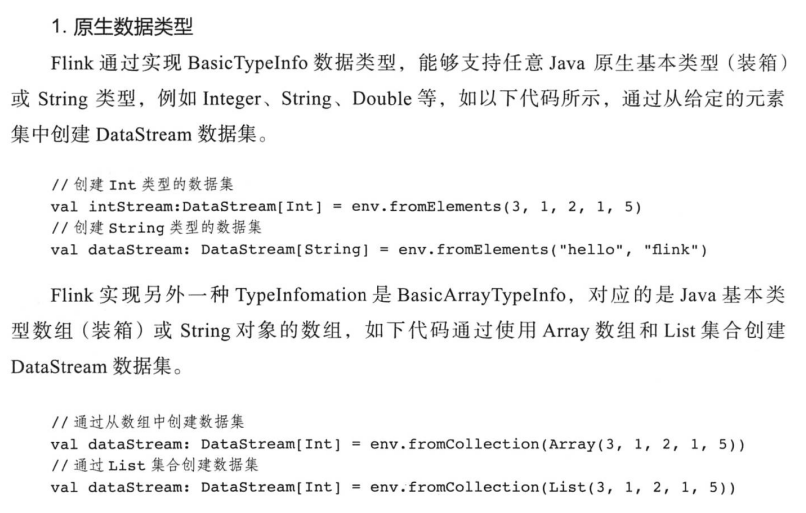 1. 原生数据类型
Flink 通过实现 BasicTypeInfo 数据类型，能够支持任意 Java 原生基本类型（装箱）
或 String 类型，例如 Integer、String、Double 等，如以下代码所示，通过从给定的元素
集中创建 DataStream 数据集。
// 创建 Int 类型的数据集
val intStream:DataStream[Int] = env.fromElements(3, 1, 2, 1, 5)
// 创建 String 类型的数据集
val dataStream: DataStream[String] = env.fromElements("hello", "flink")
Flink 实现另外一种 TypeInfomation 是 BasicArrayTypeInfo，对应的是 Java 基本类
型数组（装箱）或 String 对象的数组，如下代码通过使用 Array 数组和 List 集合创建
DataStream 数据集。
// 通过从数组中创建数据集
val dataStream: DataStream[Int] = env.fromCollection(Array(3, 1, 2, 1, 5))
// 通过 List 集合创建数据集
val dataStream: DataStream[Int] = env.fromCollection(List(3, 1, 2, 1, 5))